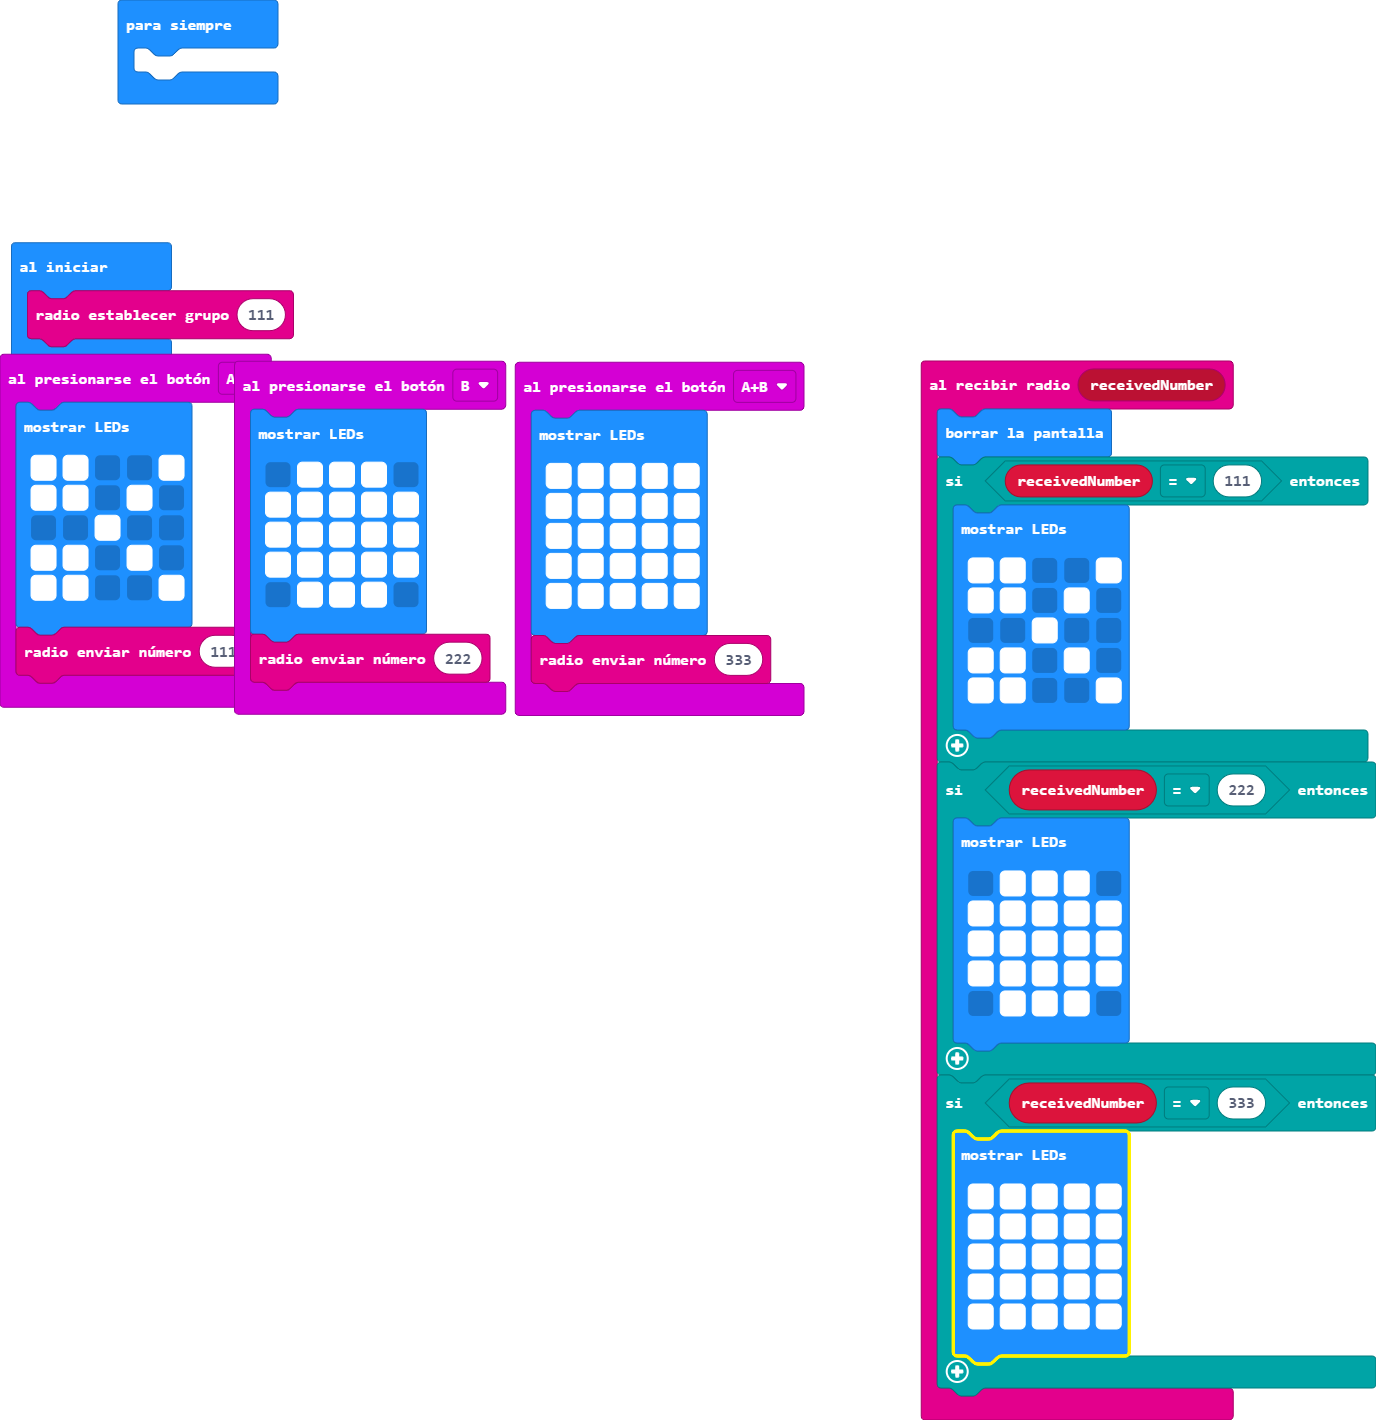 para siempre
al iniciar
radio establecer grupo 111
al presionarse el botón A
mostrar LEDs
radio enviar número 111
al presionarse el botón B
mostrar LEDs
radio enviar número 222
al presionarse el botón A+B
mostrar LEDs
radio enviar número 333
al recibir radio receivedNumber
borrar la pantalla
si receivedNumber = 111 entonces
mostrar LEDs
si receivedNumber = 222 entonces
mostrar LEDs
si receivedNumber = 333 entonces
mostrar LEDs